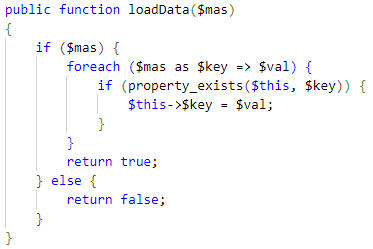 public function loadData($mas)
{
    if ($mas) {
        foreach ($mas as $key => $val) {
            if (property_exists($this, $key)) {
                $this->$key = $val;
            }
        }
        return true;
    } else {
        return false;
    }
}